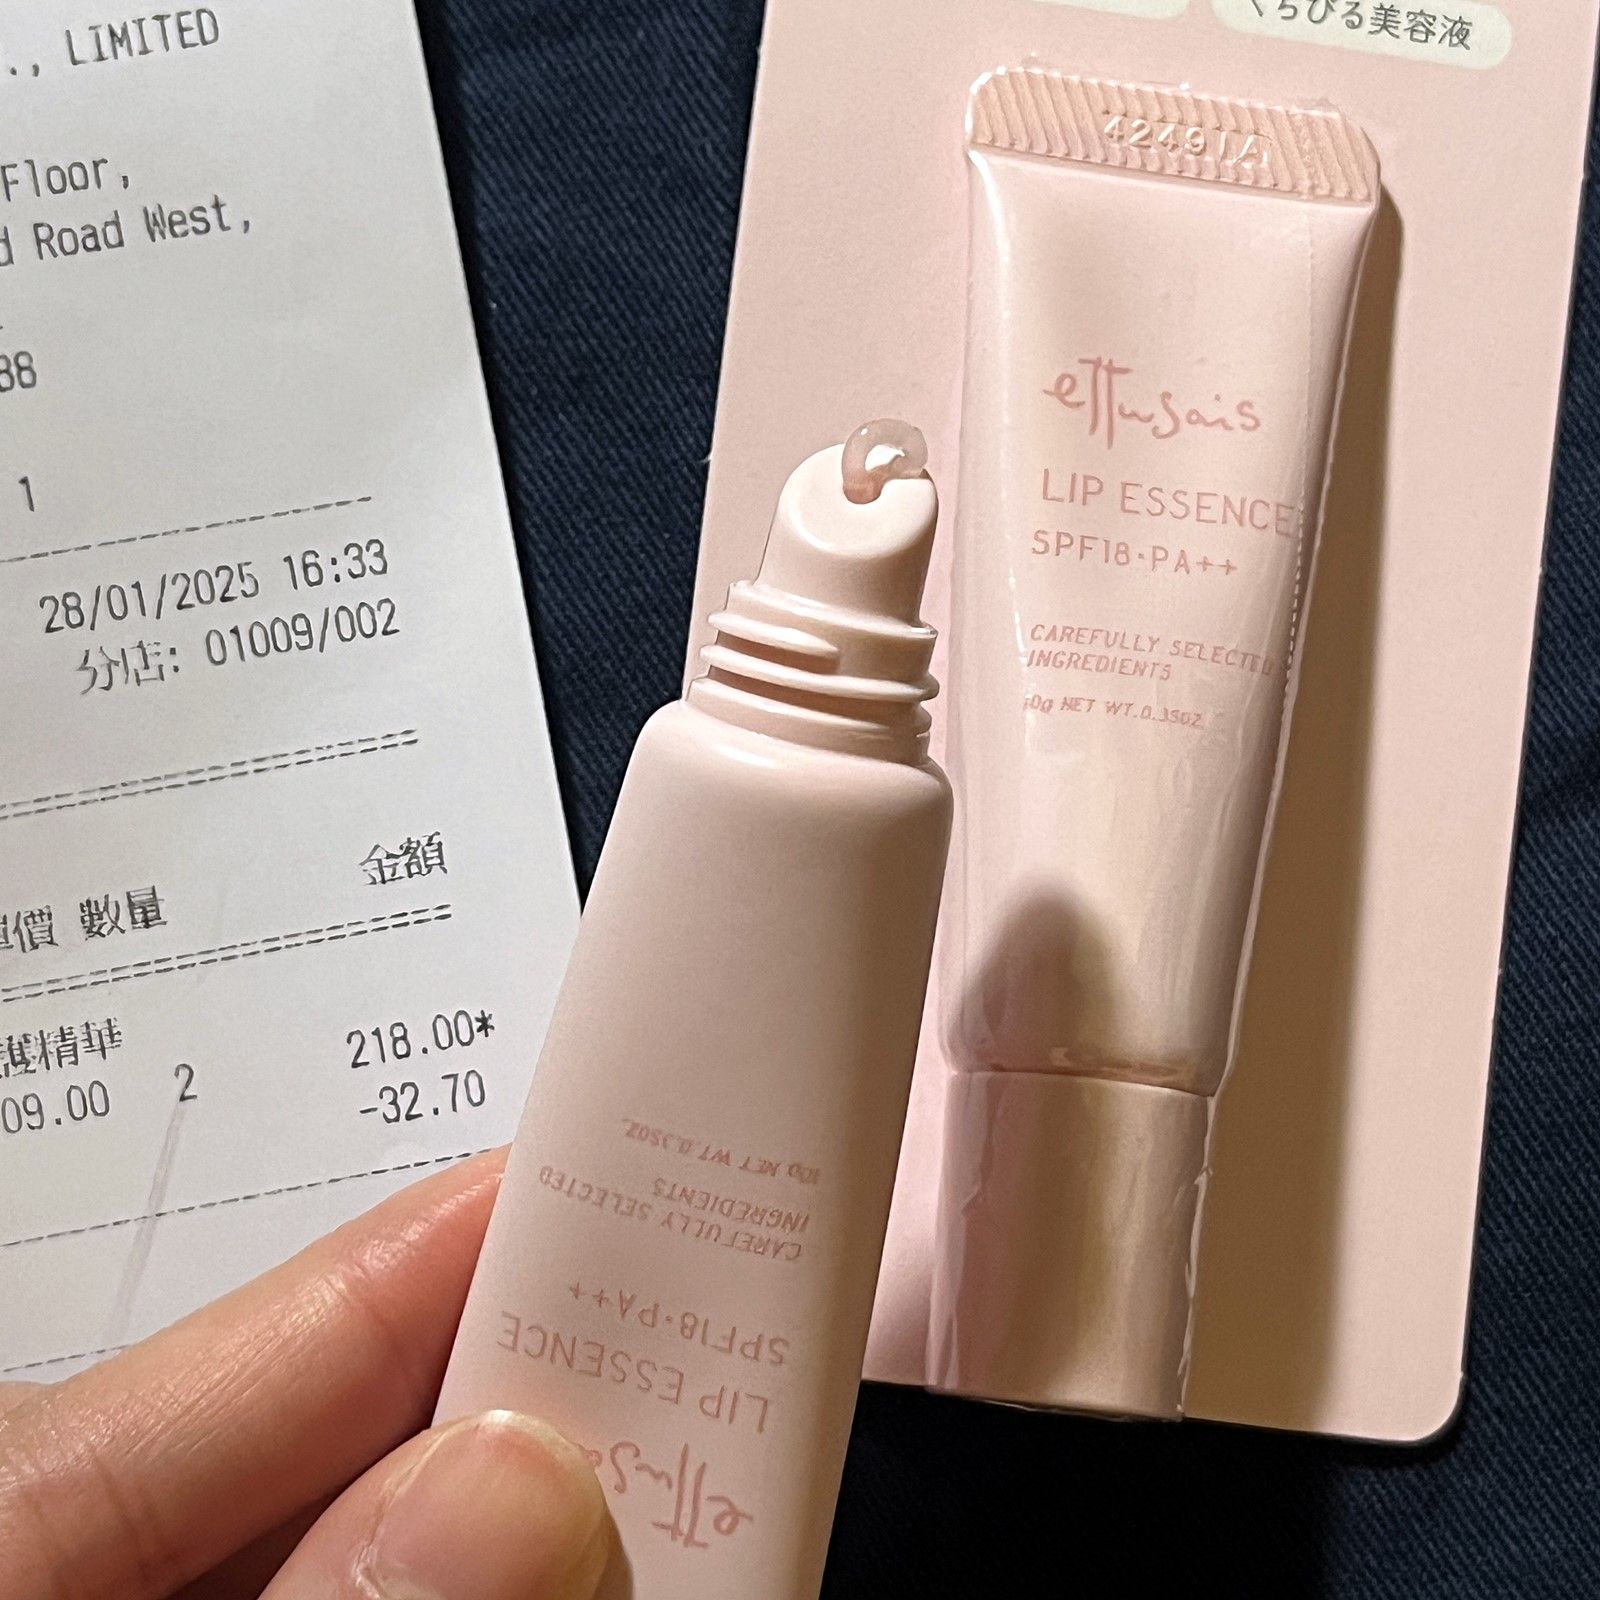 ., LIMITED
Floor,
d Road West,
88
1
28/01/2025 16:33
分店: 01009/002
金額
單價 數量
護精華
09.00 2 218.00*
-32.70
くちびる美容液
42491A
ettusais
LIP ESSENCE
SPF18·PA++
CAREFULLY SELECTED
INGREDIENTS
10g NET WT.0.35OZ.
ettusais
LIP ESSENCE
SPF18·PA++
CAREFULLY SELECTED
INGREDIENTS
10g NET WT.0.35OZ.